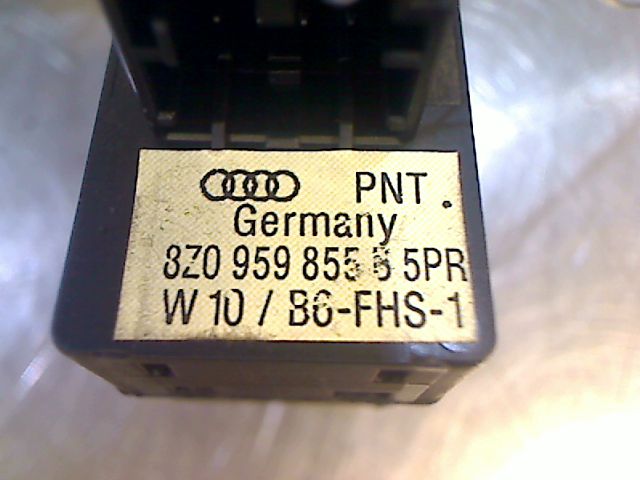 PNT.
Germany
8Z0 959 855 5PR
W 10 / B6-FHS-1